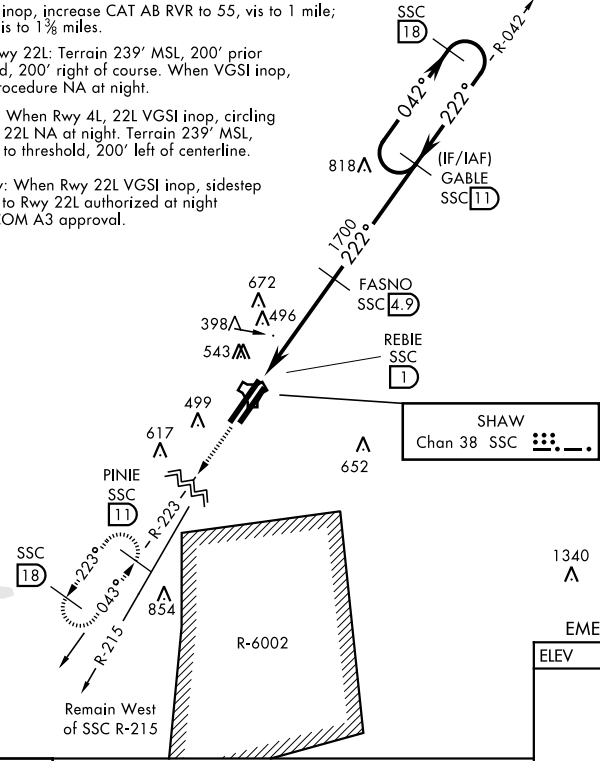 inop, increase CAT AB RVR to 55, vis to 1 mile;
is to 1⅜ miles.
wy 22L: Terrain 239' MSL, 200' prior
d, 200' right of course. When VGSI inop,
rocedure NA at night.
When Rwy 4L, 22L VGSI inop, circling
22L NA at night. Terrain 239' MSL,
to threshold, 200' left of centerline.
y: When Rwy 22L VGSI inop, sidestep
to Rwy 22L authorized at night
COM A3 approval.
SSC
18
R-042
042°
222°
818
(IF/IAF)
GABLE
SSC 11
1700
222°
FASNO
SSC 4.9
672
496
398
543
REBIE
SSC
1
499
617
652
SHAW
Chan 38 SSC
PINIE
SSC
11
R-223
SSC
18
223°
043°
R-215
854
R-6002
1340
Remain West
of SSC R-215
EME
ELEV